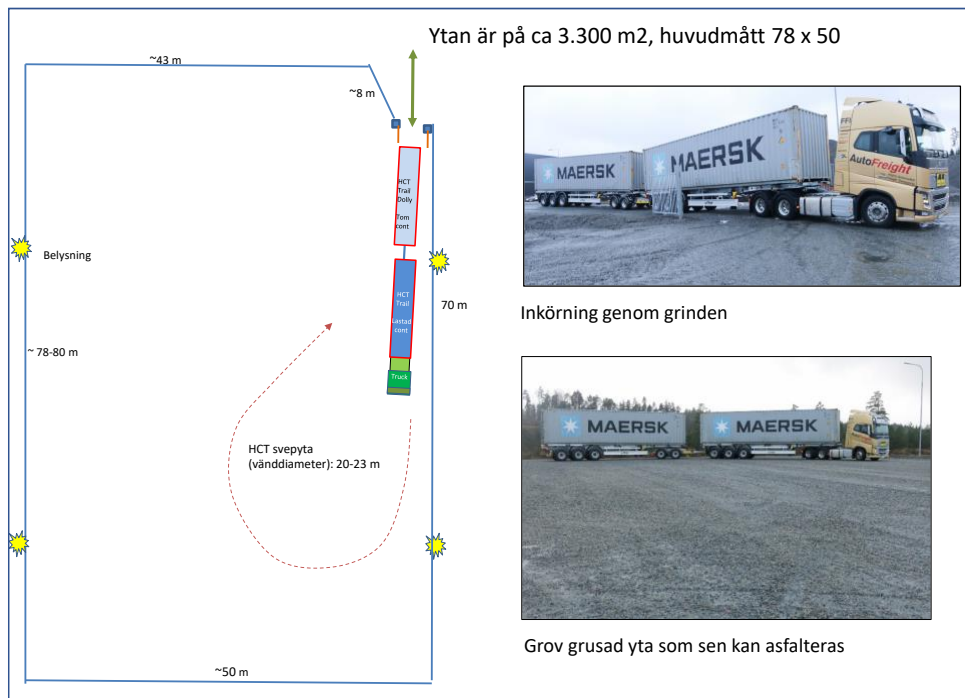 Ytan är på ca 3.300 m2, huvudmått 78 x 50
~43 m
~8 m
HCT
Trail
Dolly
Tom
cont
Belysning
HCT
Trail
Lastad
cont
70 m
~ 78-80 m
Truck
HCT svepyta
(vänddiameter): 20-23 m
~50 m
MAERSK
MAERSK
AutoFreight
Inkörning genom grinden
MAERSK
MAERSK
Grov grusad yta som sen kan asfalteras